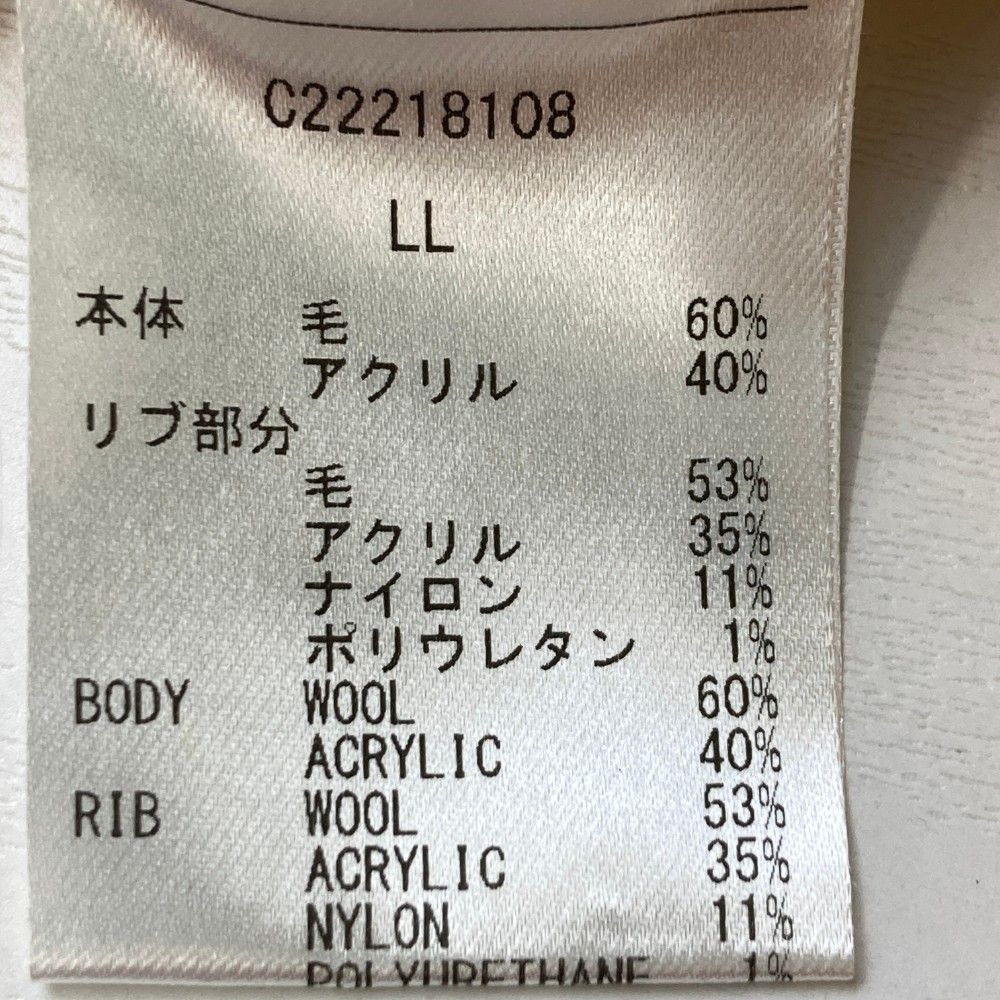 C22218108
LL
本体 毛 60%
アクリル 40%
リブ部分
毛 53%
アクリル 35%
ナイロン 11%
ポリウレタン 1%
BODY WOOL 60%
ACRYLIC 40%
RIB WOOL 53%
ACRYLIC 35%
NYLON 11%
POLYURETHANE 1%